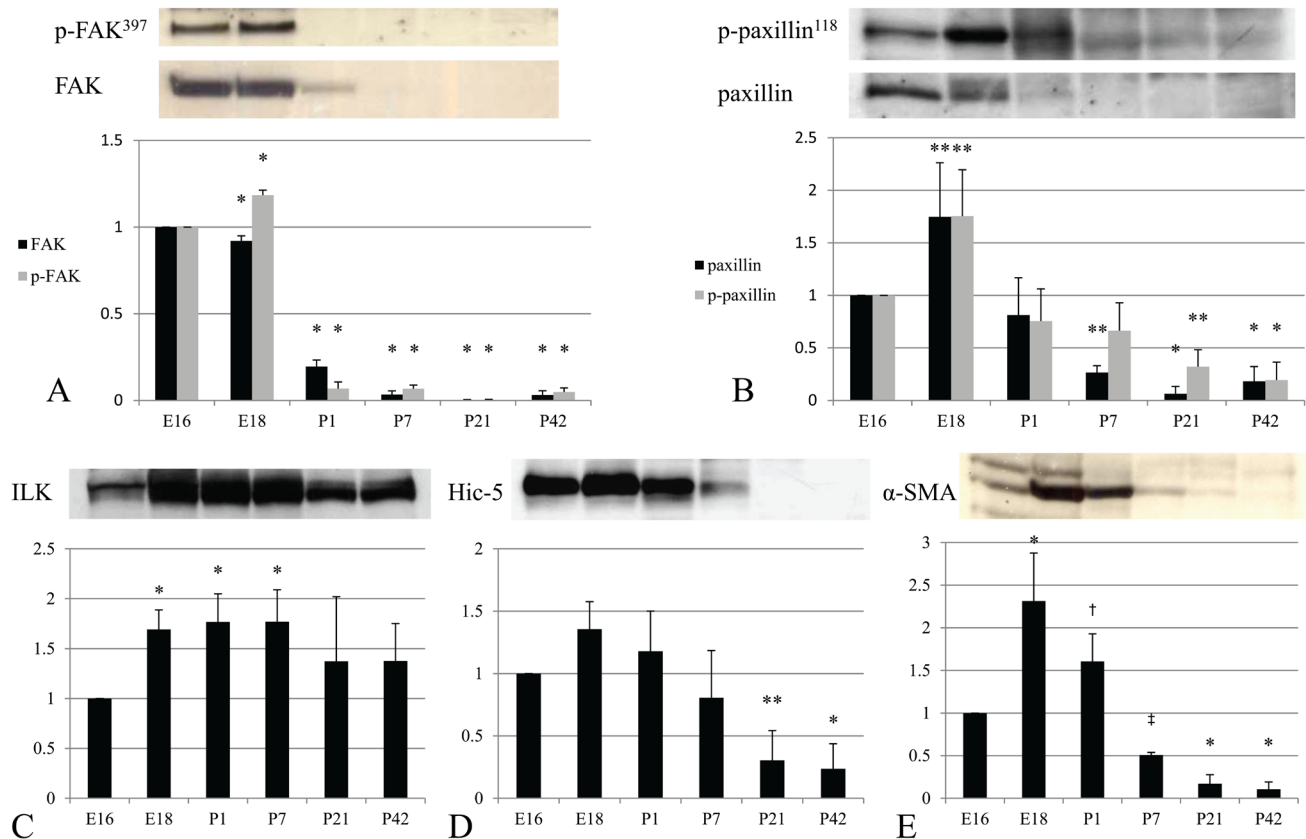 p-FAK³⁹⁷
FAK
1.5
1
0.5
0
* *
* *
* *
* *
* *
FAK
p-FAK
E16 E18 P1 P7 P21 P42
A
p-paxillin¹¹⁸
paxillin
2.5
2
1.5
1
0.5
0
** **
**
* **
* *
paxillin
p-paxillin
E16 E18 P1 P7 P21 P42
B
ILK
2.5
2
1.5
1
0.5
0
* * *
E16 E18 P1 P7 P21 P42
C
Hic-5
2
1.5
1
0.5
0
** *
E16 E18 P1 P7 P21 P42
D
α-SMA
3
2.5
2
1.5
1
0.5
0
* † ‡ * *
E16 E18 P1 P7 P21 P42
E